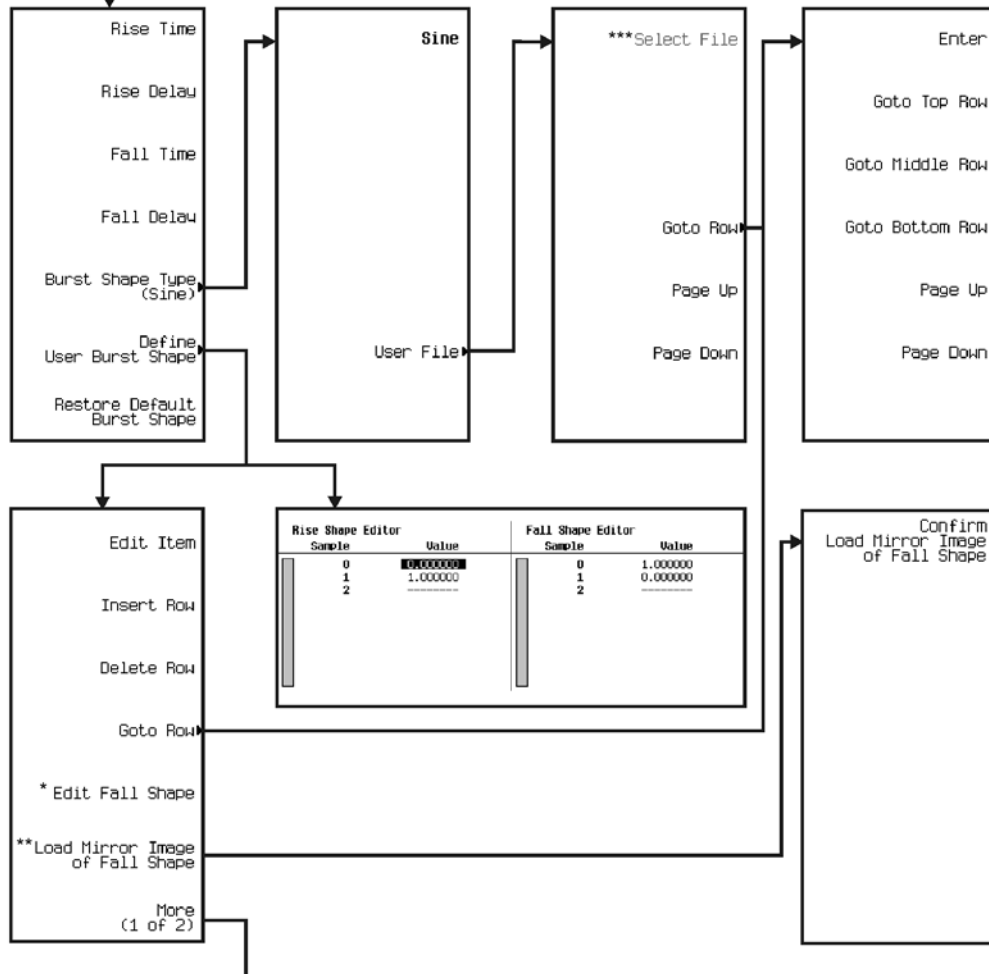 Rise Time
Rise Delay
Fall Time
Fall Delay
Burst Shape Type
(Sine)
Define
User Burst Shape
Restore Default
Burst Shape
Sine
User File
***Select File
Goto Row
Page Up
Page Down
Enter
Goto Top Row
Goto Middle Row
Goto Bottom Row
Page Up
Page Down
Edit Item
Insert Row
Delete Row
Goto Row
* Edit Fall Shape
**Load Mirror Image
of Fall Shape
More
(1 of 2)
Rise Shape Editor
Sample Value
0 0.000000
1 1.000000
2 --------
Fall Shape Editor
Sample Value
0 1.000000
1 0.000000
2 --------
Confirm
Load Mirror Image
of Fall Shape